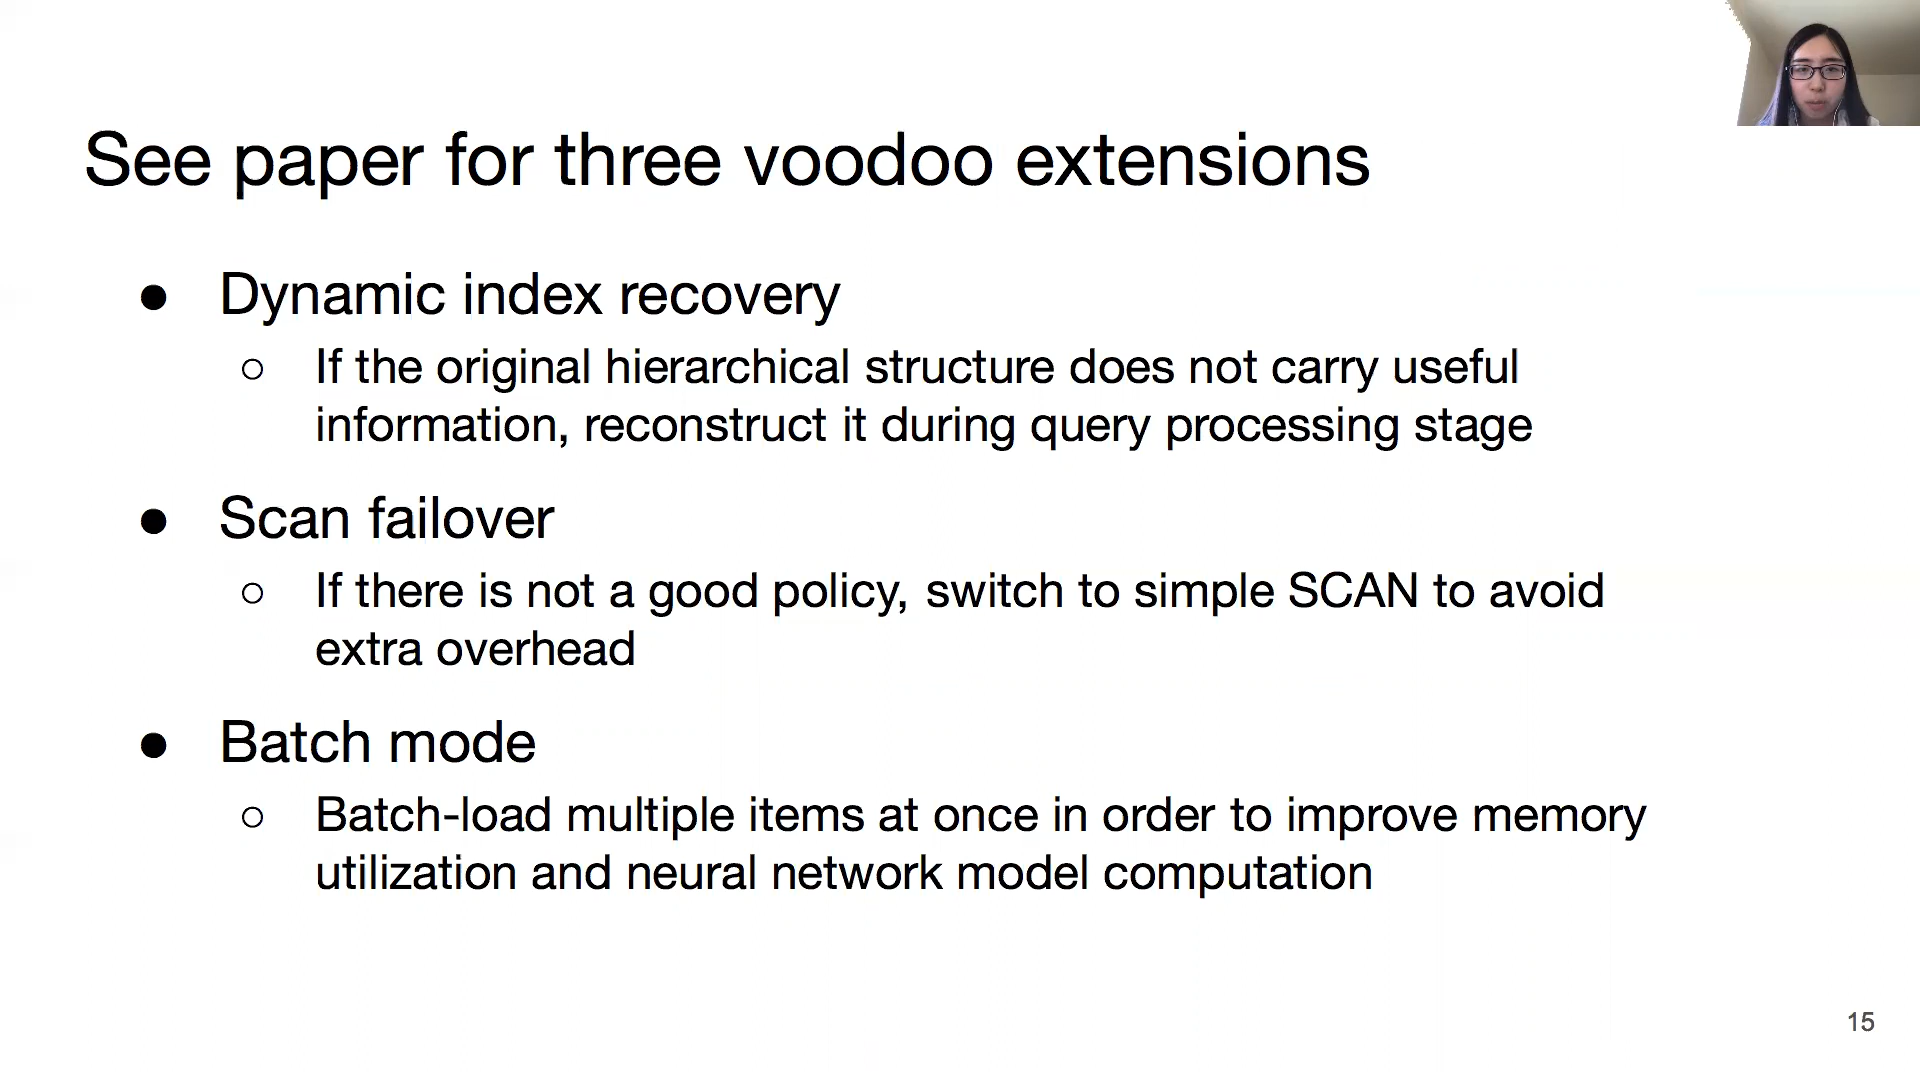 See paper for three voodoo extensions
● Dynamic index recovery
○ If the original hierarchical structure does not carry useful
information, reconstruct it during query processing stage
● Scan failover
○ If there is not a good policy, switch to simple SCAN to avoid
extra overhead
● Batch mode
○ Batch-load multiple items at once in order to improve memory
utilization and neural network model computation
15